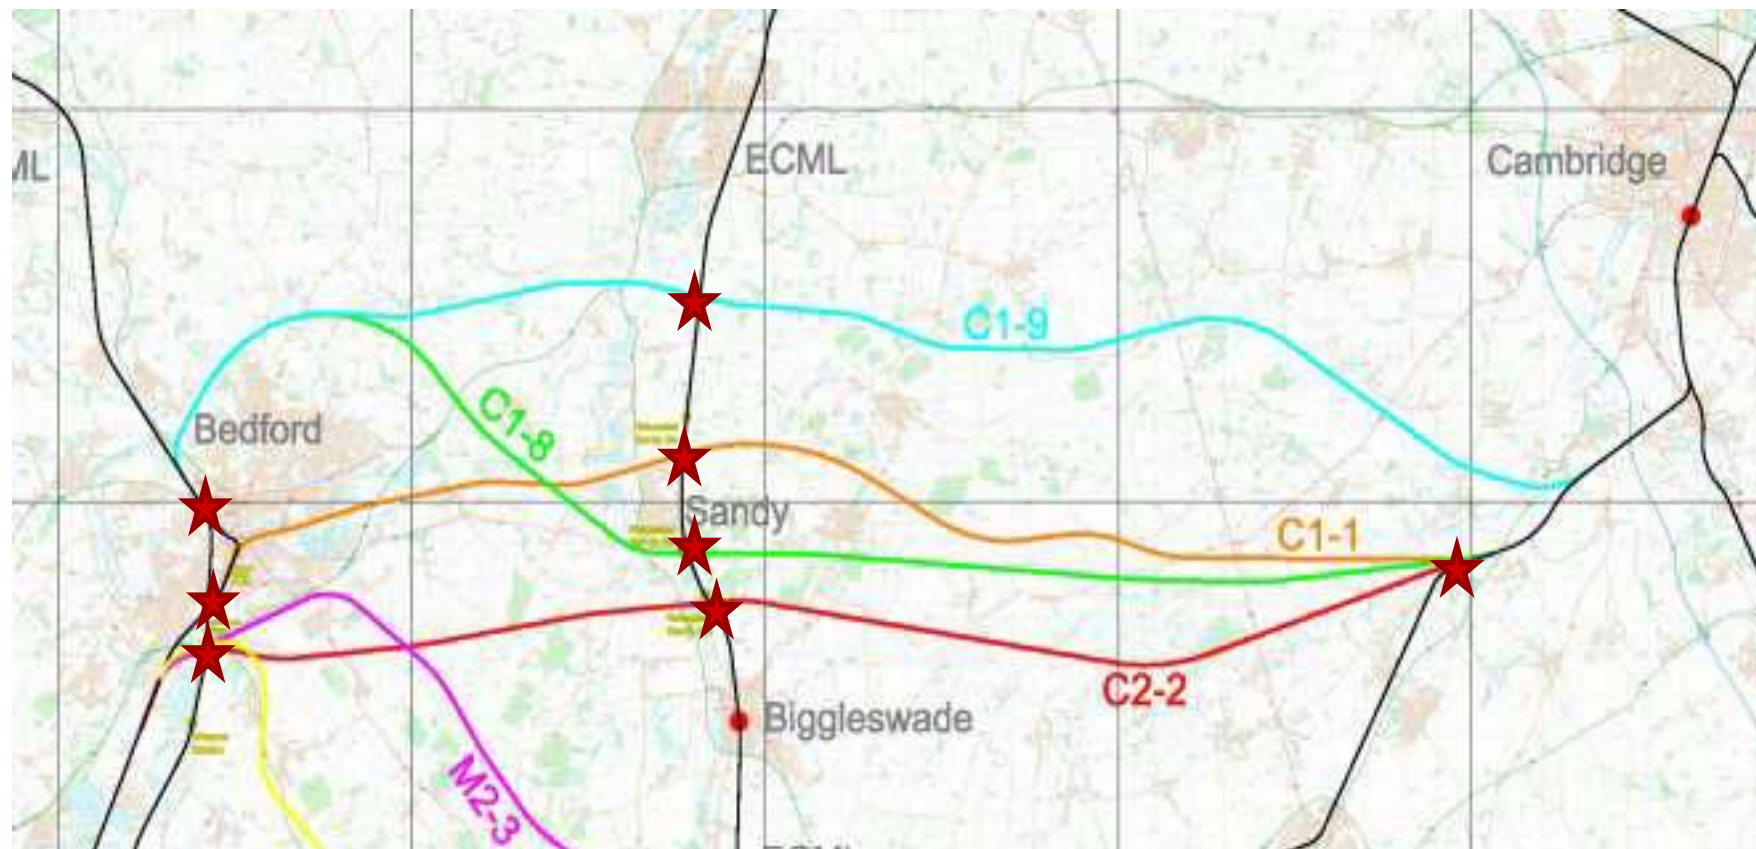 ML
ECML
Cambridge
C1-9
Bedford
C1-8
Sandy
C1-1
C2-2
Biggleswade
M2-3